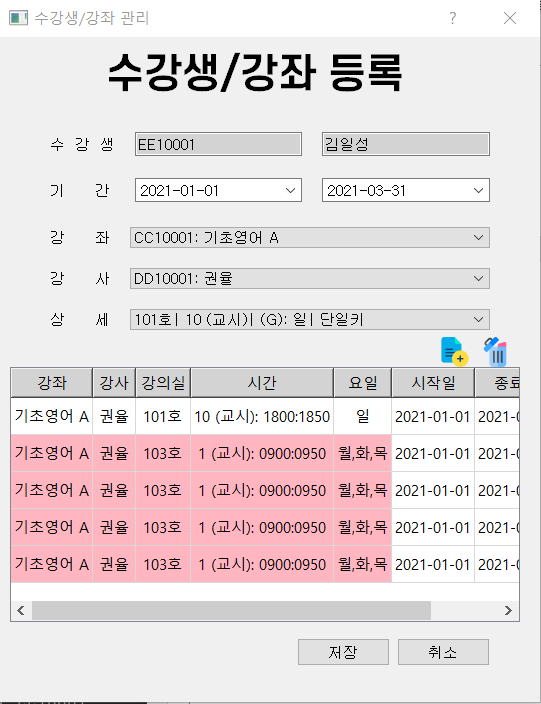 수강생/강좌 관리 ?
수강생/강좌 등록
수 강 생 EE10001 김일성
기 간 2021-01-01 2021-03-31
강 좌 CC10001: 기초영어 A
강 사 DD10001: 권율
상 세 101호| 10 (교시)| (G): 일| 단일키
강좌 강사 강의실 시간 요일 시작일 종료
기초영어 A 권율 101호 10 (교시): 1800:1850 일 2021-01-01 2021-0
기초영어 A 권율 103호 1 (교시): 0900:0950 월,화,목 2021-01-01 2021-0
기초영어 A 권율 103호 1 (교시): 0900:0950 월,화,목 2021-01-01 2021-0
기초영어 A 권율 103호 1 (교시): 0900:0950 월,화,목 2021-01-01 2021-0
기초영어 A 권율 103호 1 (교시): 0900:0950 월,화,목 2021-01-01 2021-0
저장 취소